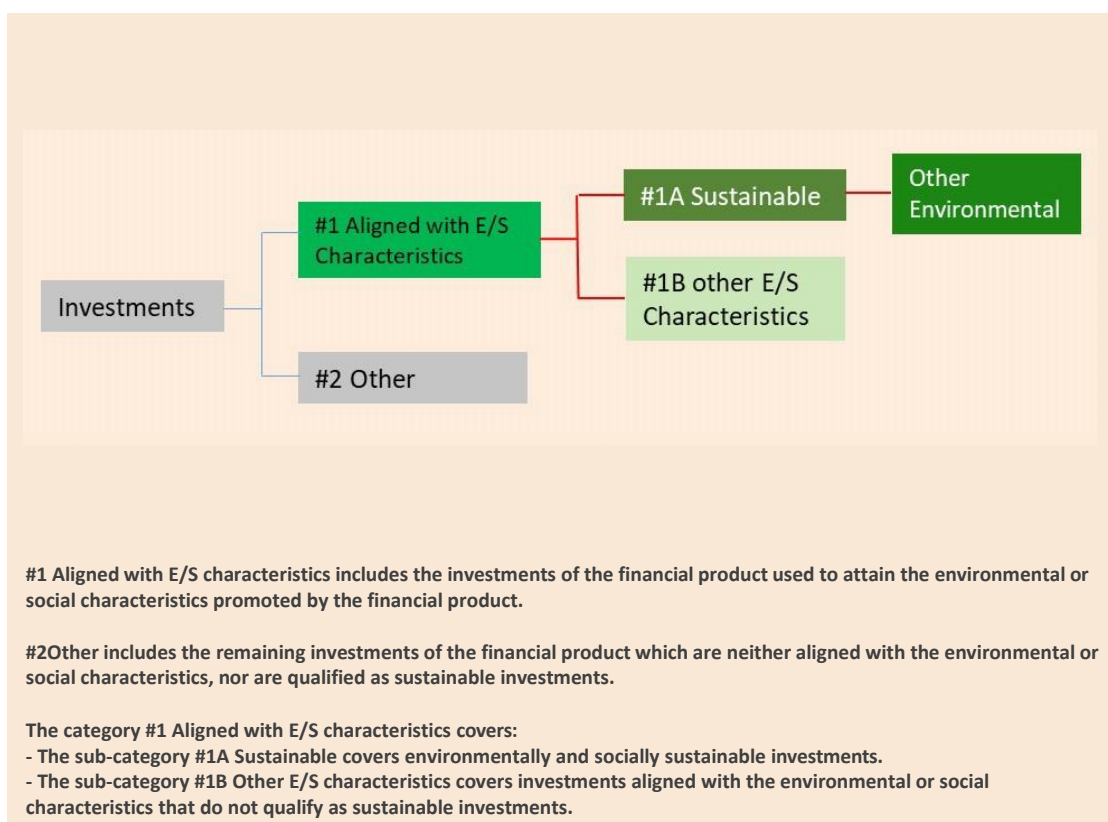 Investments
#1 Aligned with E/S
Characteristics
#2 Other
#1A Sustainable
#1B other E/S
Characteristics
Other
Environmental
#1 Aligned with E/S characteristics includes the investments of the financial product used to attain the environmental or
social characteristics promoted by the financial product.
#2Other includes the remaining investments of the financial product which are neither aligned with the environmental or
social characteristics, nor are qualified as sustainable investments.
The category #1 Aligned with E/S characteristics covers:
- The sub-category #1A Sustainable covers environmentally and socially sustainable investments.
- The sub-category #1B Other E/S characteristics covers investments aligned with the environmental or social
characteristics that do not qualify as sustainable investments.